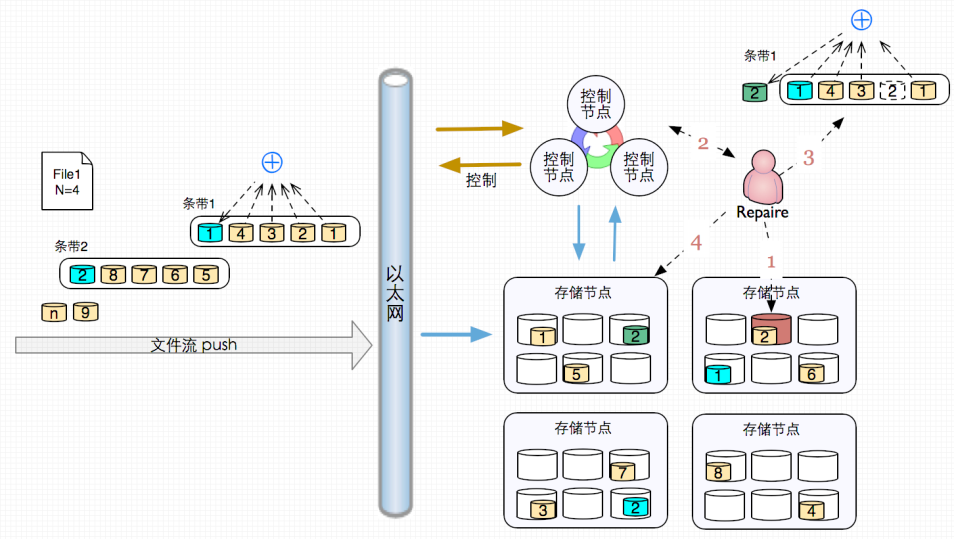 File1
N=4
条带1
1
4
3
2
1
条带2
2
8
7
6
5
n
9
文件流 push
以
太
网
控制
控制
节点
控制
节点
控制
节点
条带1
2
1
4
3
2
1
2
3
Repaire
4
1
存储节点
1
2
5
存储节点
2
1
6
存储节点
7
3
2
存储节点
8
4